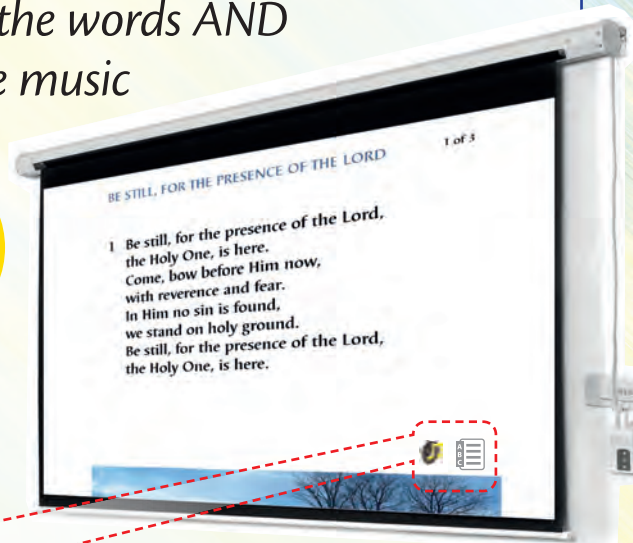 the words AND
music
1 of 3
BE STILL, FOR THE PRESENCE OF THE LORD
1 Be still, for the presence of the Lord,
the Holy One, is here.
Come, bow before Him now,
with reverence and fear.
In Him no sin is found,
we stand on holy ground.
Be still, for the presence of the Lord,
the Holy One, is here.
A
B
C